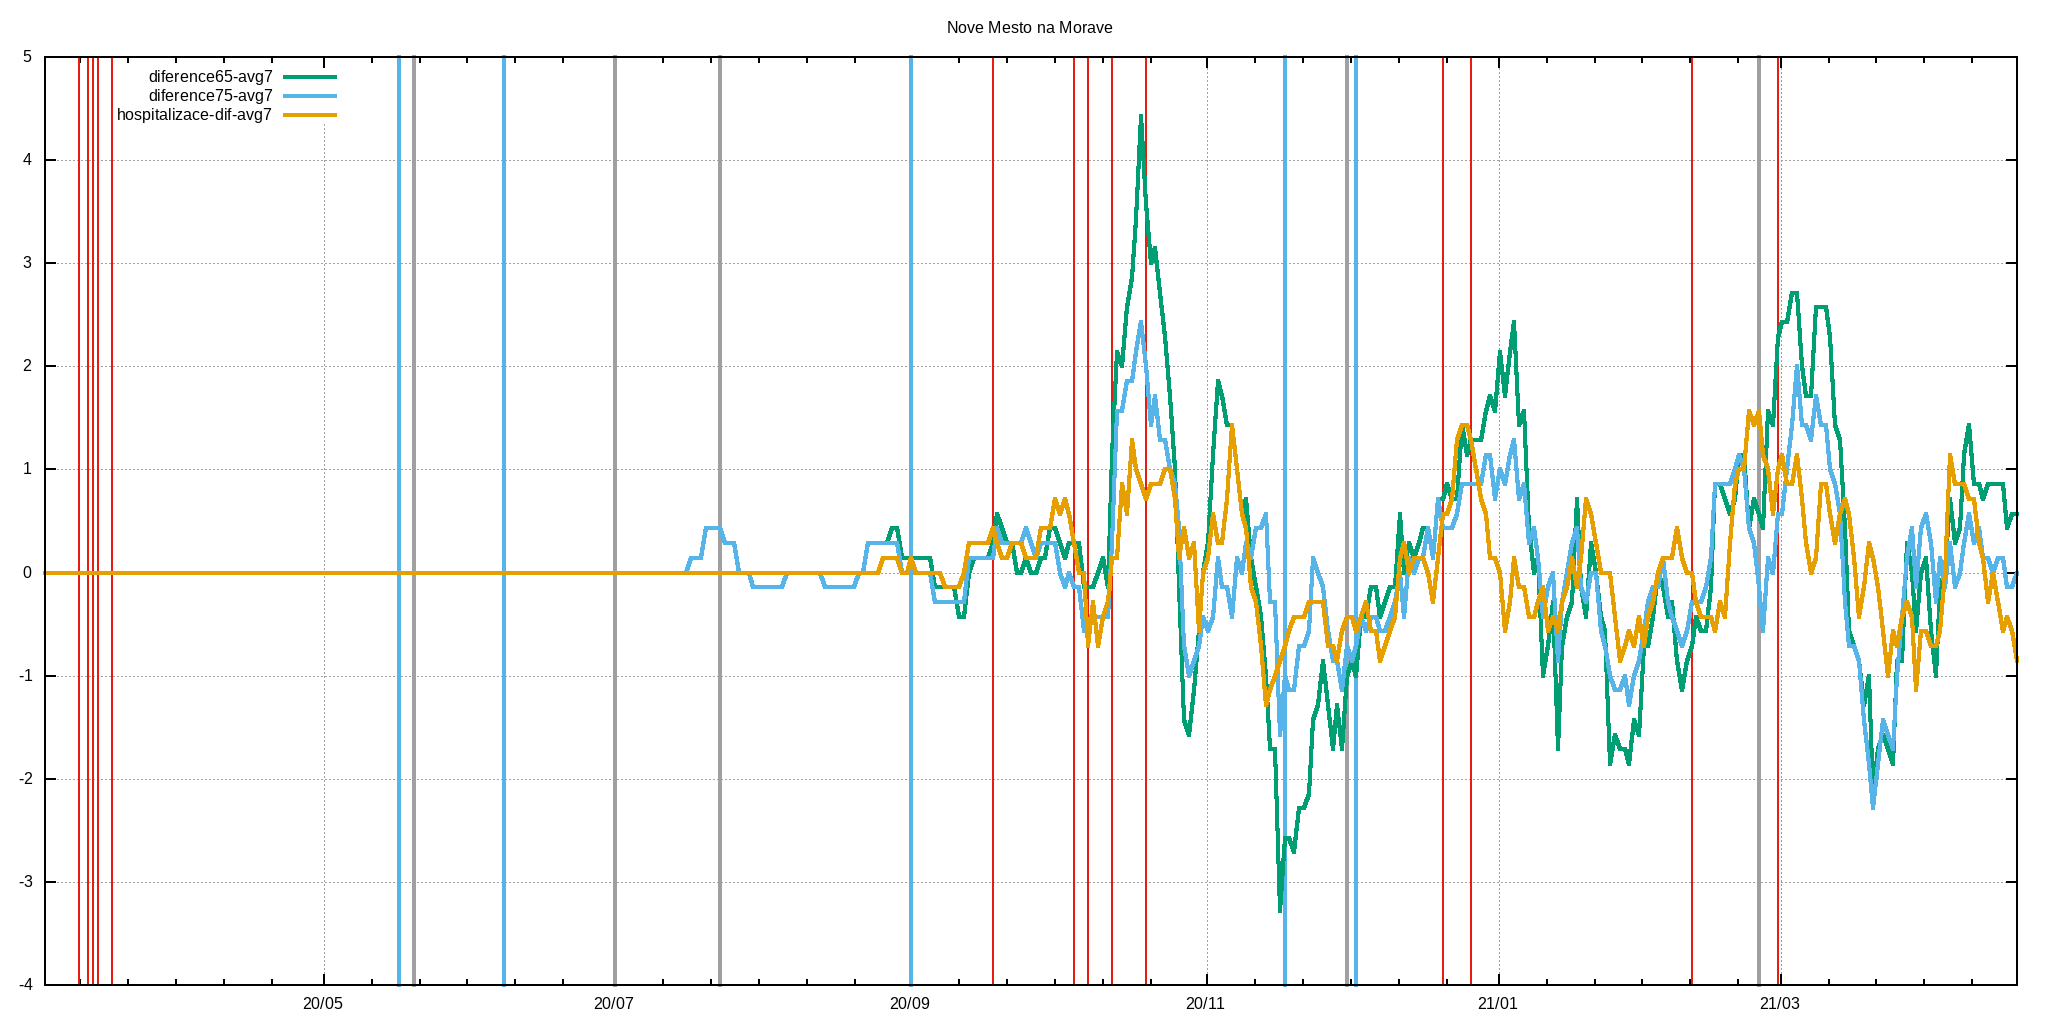 Nove Mesto na Morave
5
4
3
2
1
0
-1
-2
-3
-4
diference65-avg7
diference75-avg7
hospitalizace-dif-avg7
20/05 20/07 20/09 20/11 21/01 21/03